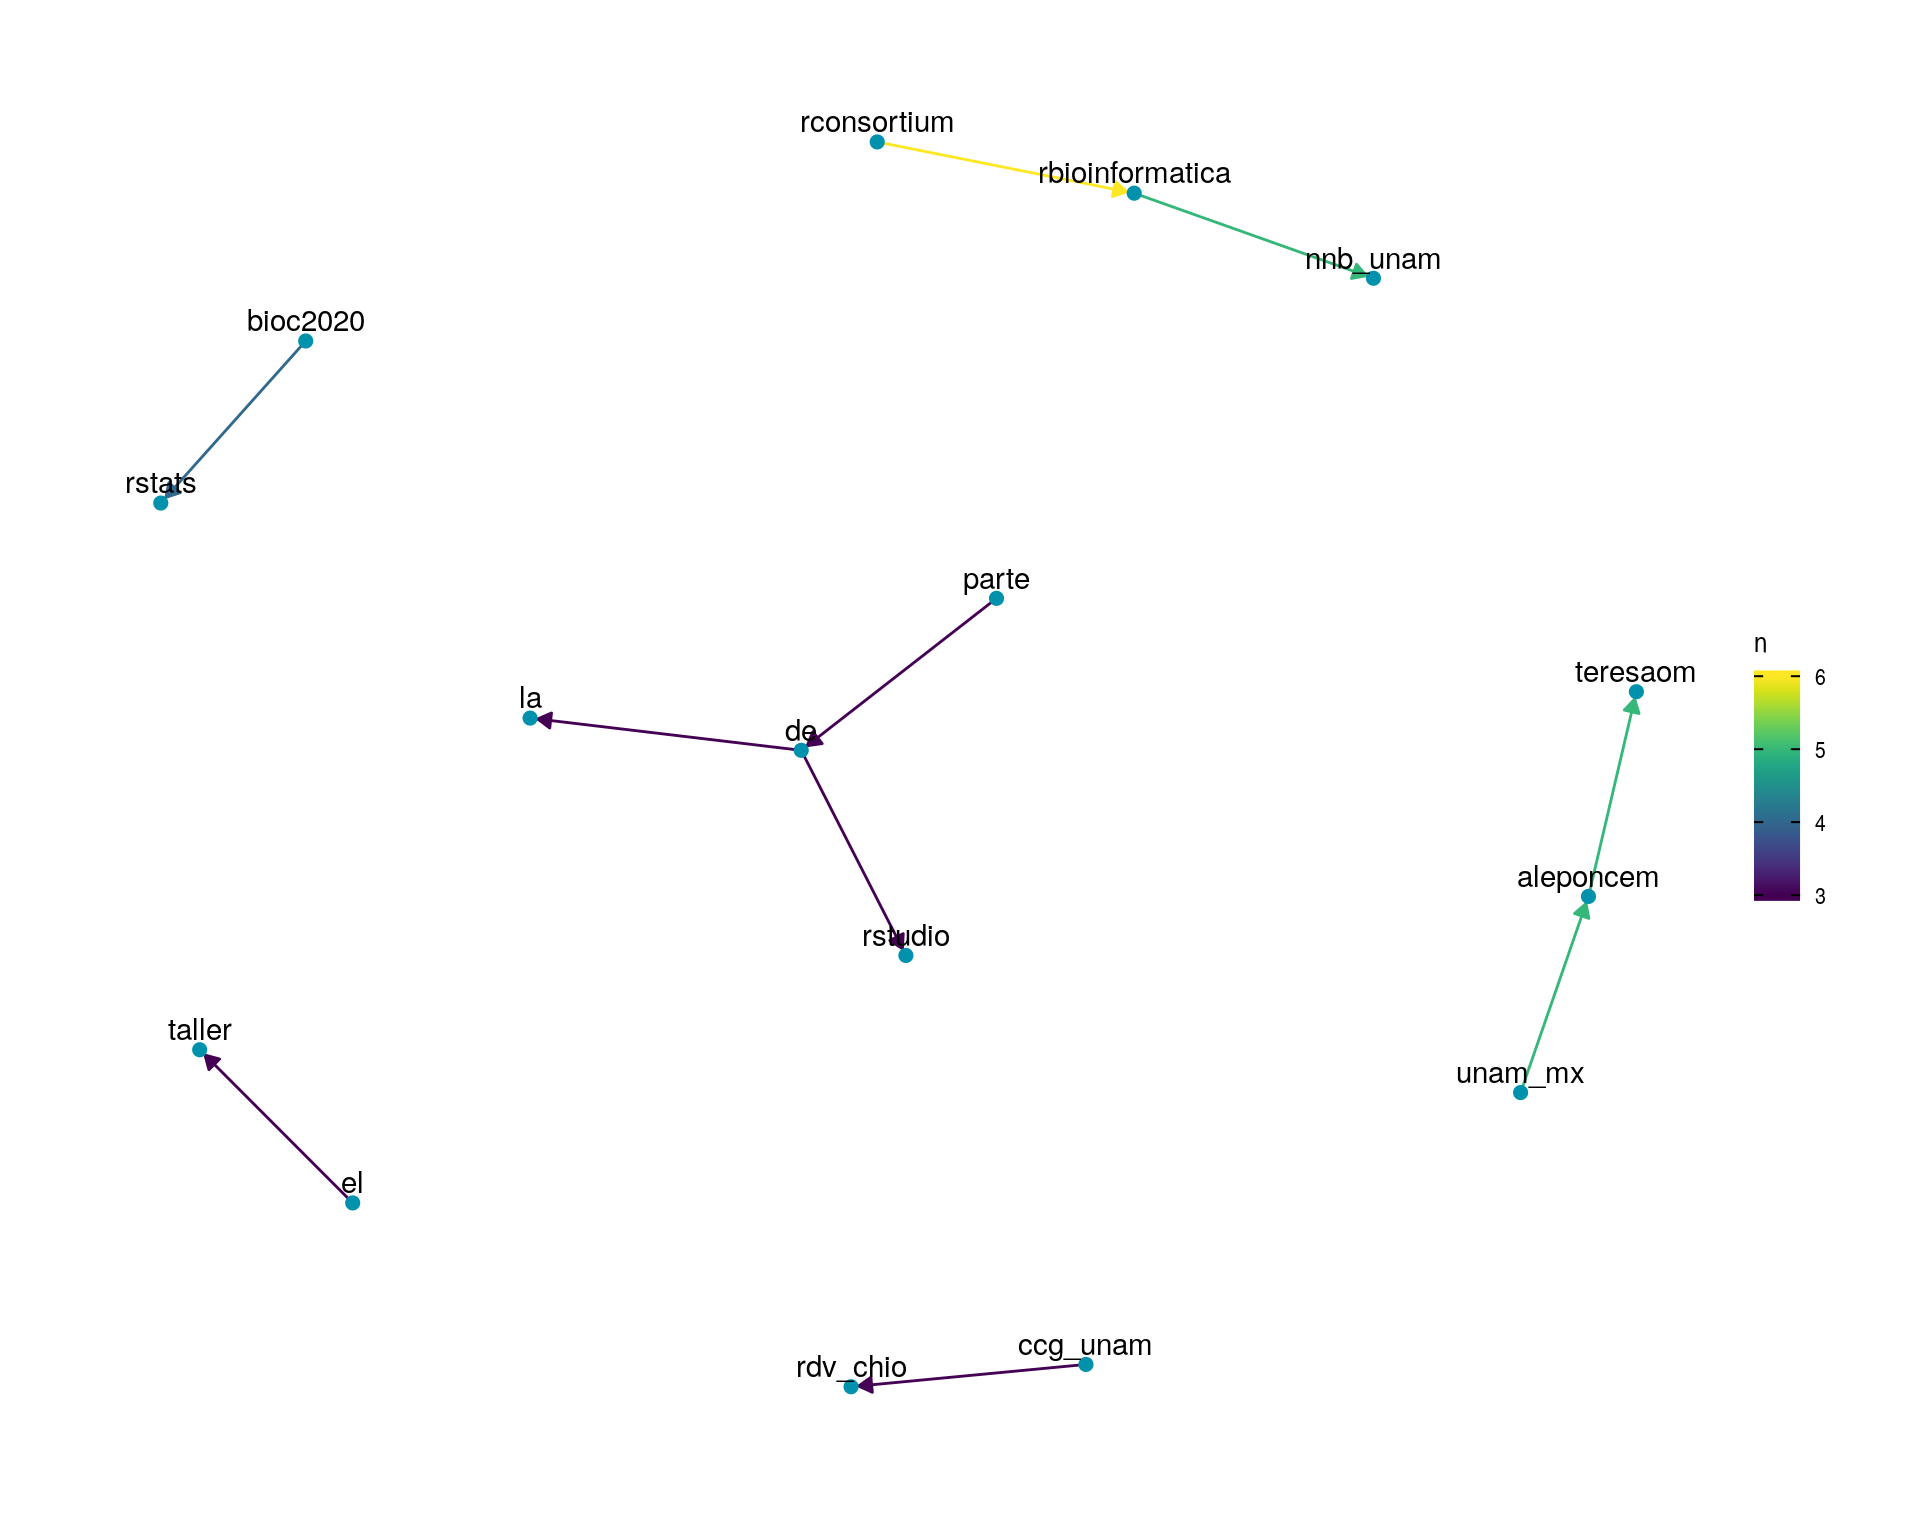 rconsortium
rbioinformatica
nnb_unam
bioc2020
rstats
parte
n
teresaom
6
la
de
5
4
aleponcem
3
rstudio
taller
unam_mx
el
ccg_unam
rdv_chio